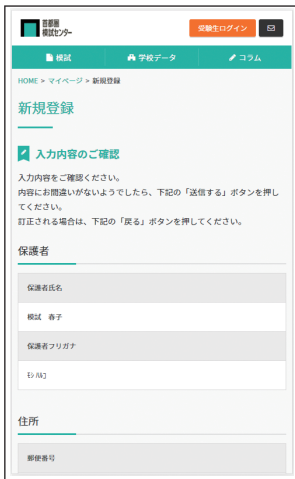 首都圏
模試センター
受験生ログイン
模試 学校データ コラム
HOME > マイページ > 新規登録
新規登録
入力内容のご確認
入力内容をご確認ください。
内容にお間違いがないようでしたら、下記の「送信する」ボタンを押し
てください。
訂正される場合は、下記の「戻る」ボタンを押してください。
保護者
保護者氏名
模試 春子
保護者フリガナ
ﾓｼ ﾊﾙｺ
住所
郵便番号